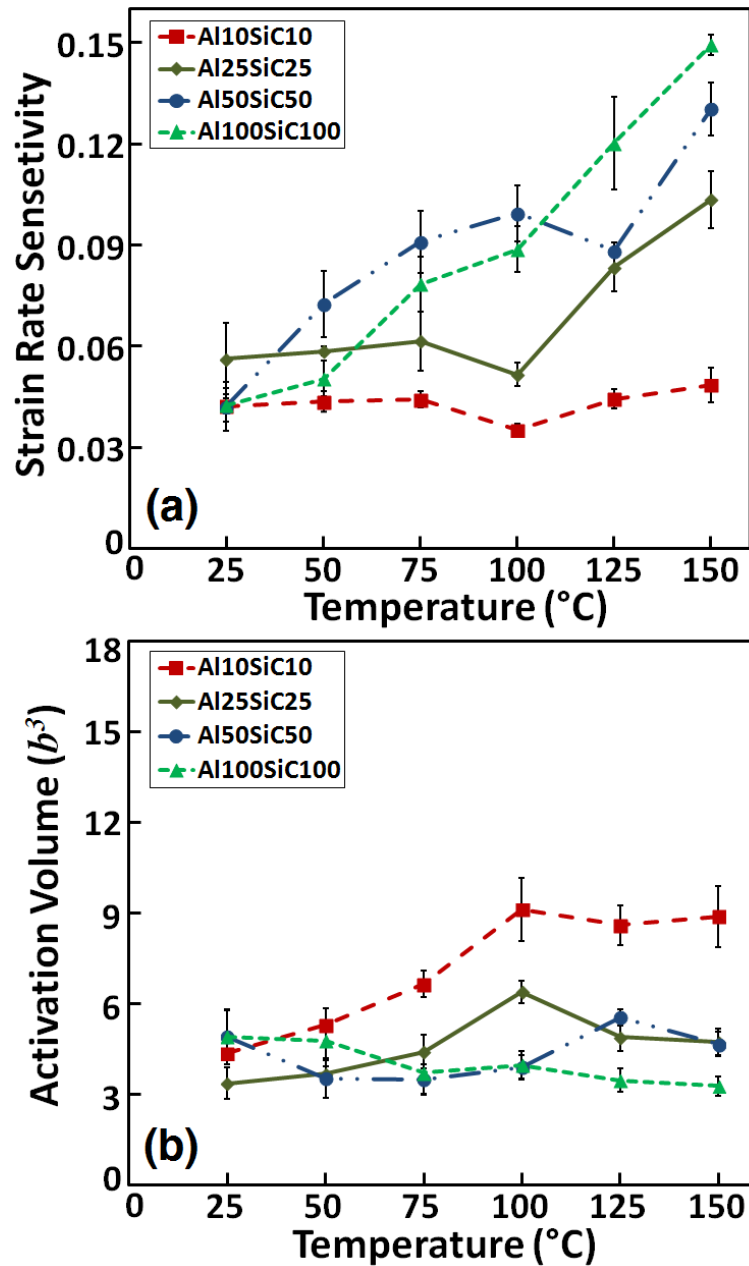 Strain Rate Sensetivity
0.15
0.12
0.09
0.06
0.03
0
Al10SiC10
Al25SiC25
Al50SiC50
Al100SiC100
(a)
0 25 50 75 100 125 150
Temperature (°C)
Activation Volume (b³)
18
15
12
9
6
3
0
Al10SiC10
Al25SiC25
Al50SiC50
Al100SiC100
(b)
0 25 50 75 100 125 150
Temperature (°C)